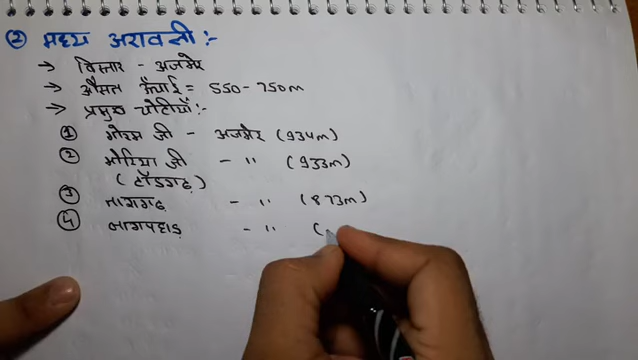 ② मध्य अरावली :-
→ विस्तार - अजमेर
→ औसत ऊँचाई = 550-750m
→ प्रमुख चोटीयाँ :-
① गोरम जी - अजमेर (934m)
② मोरिया जी - " (933m)
(टॉडगढ़)
③ तारागढ़ - " (873m)
④ नागपहाड़ - " (